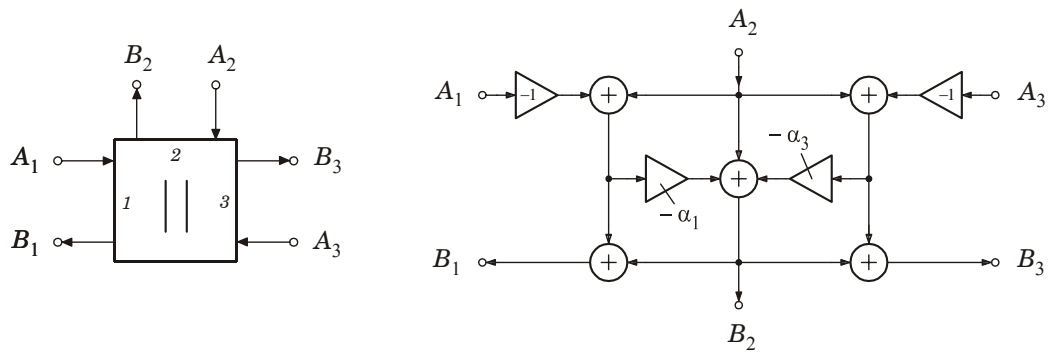 B₂ A₂
A₁ 2 B₃
1 3
B₁ A₃
A₂
A₁ −1 + + −1 A₃
− α₃
+
− α₁
B₁ + + B₃
B₂